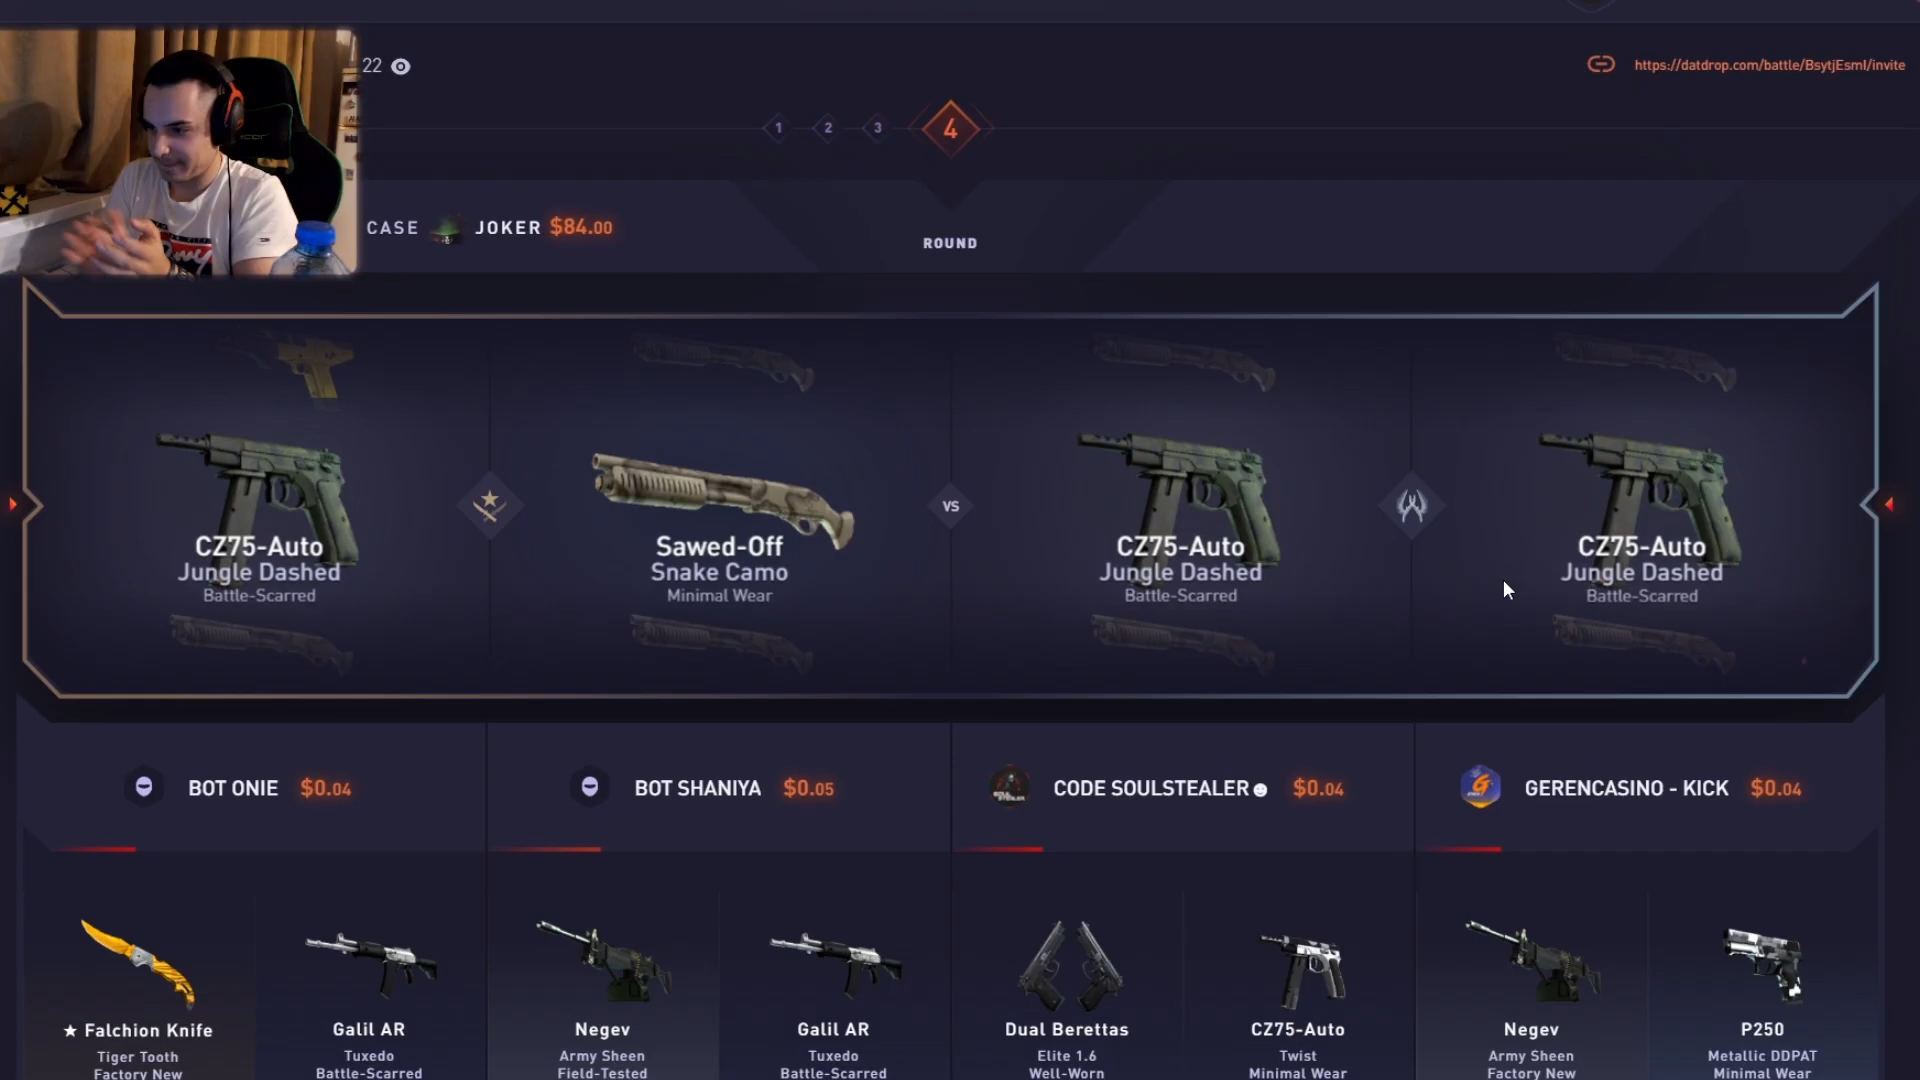 22
https://datdrop.com/battle/BsytjEsmI/invite
1 2 3 4
CASE JOKER $84.00
ROUND
CZ75-Auto
Jungle Dashed
Battle-Scarred
Sawed-Off
Snake Camo
Minimal Wear
VS
CZ75-Auto
Jungle Dashed
Battle-Scarred
CZ75-Auto
Jungle Dashed
Battle-Scarred
BOT ONIE $0.04
BOT SHANIYA $0.05
CODE SOULSTEALER $0.04
GERENCASINO - KICK $0.04
★ Falchion Knife
Tiger Tooth
Factory New
Galil AR
Tuxedo
Battle-Scarred
Negev
Army Sheen
Field-Tested
Galil AR
Tuxedo
Battle-Scarred
Dual Berettas
Elite 1.6
Well-Worn
CZ75-Auto
Twist
Minimal Wear
Negev
Army Sheen
Factory New
P250
Metallic DDPAT
Minimal Wear